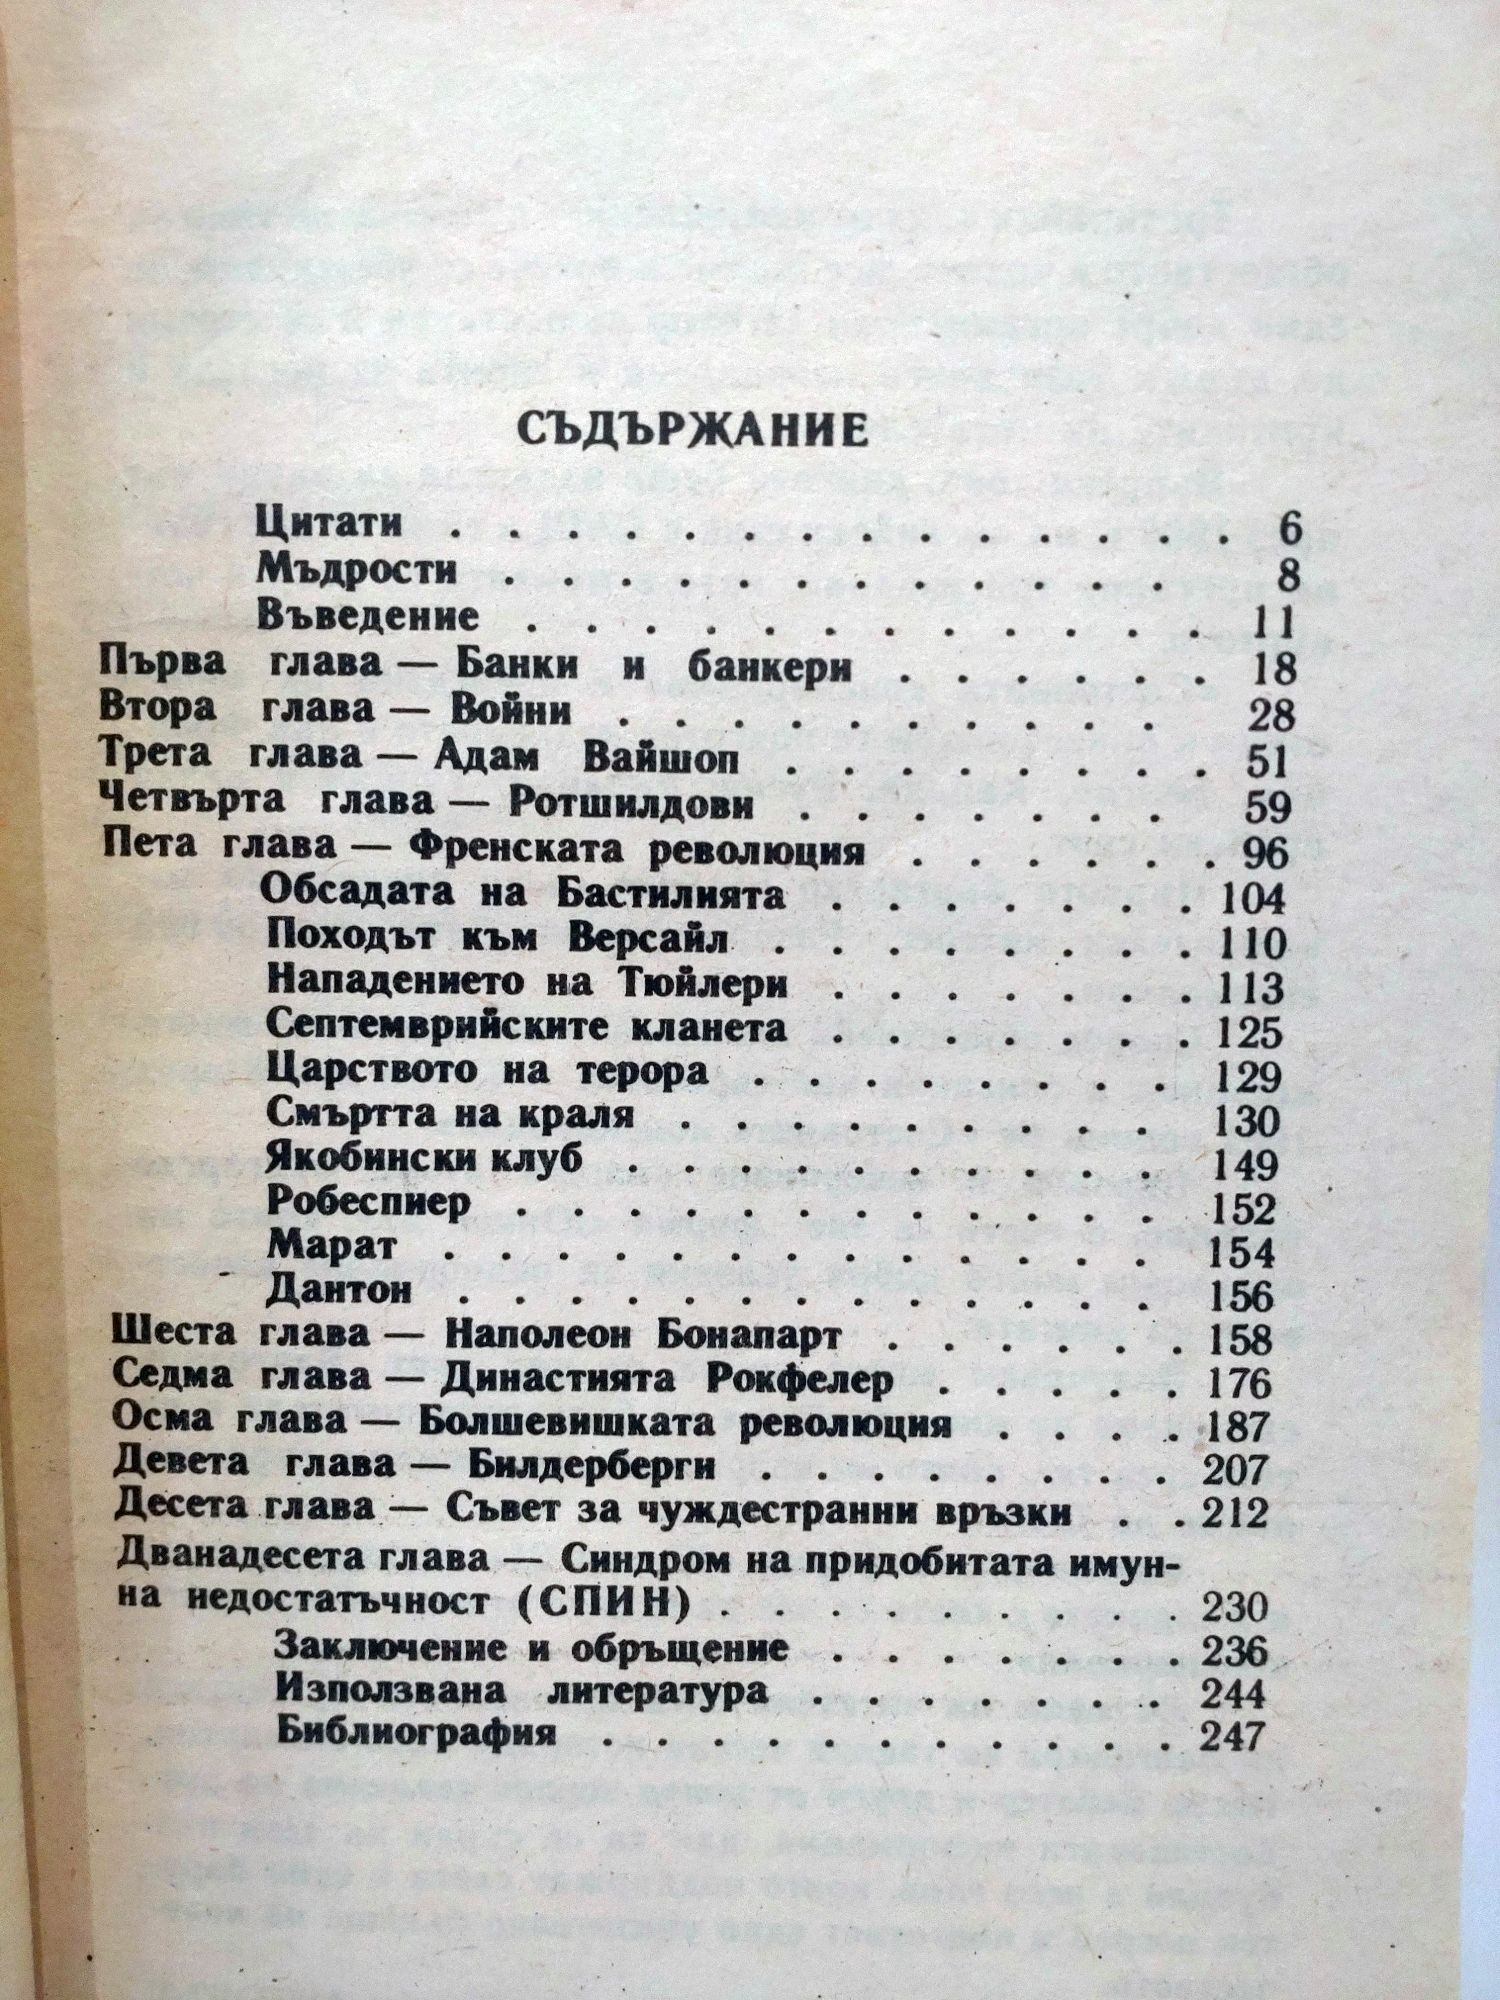 СЪДЪРЖАНИЕ
Цитати . . . . . . . . . . . . . . 6
Мъдрости . . . . . . . . . . . . 8
Въведение . . . . . . . . . . . . 11
Първа глава — Банки и банкери . . . . . . 18
Втора глава — Войни . . . . . . . . . . 28
Трета глава — Адам Вайшоп . . . . . . . . 51
Четвърта глава — Ротшилдови . . . . . . . 59
Пета глава — Френската революция . . . . . . 96
Обсадата на Бастилията . . . . . . . 104
Походът към Версайл . . . . . . . . 110
Нападението на Тюйлери . . . . . . . 113
Септемврийските кланета . . . . . . . 125
Царството на терора . . . . . . . . 129
Смъртта на краля . . . . . . . . . 130
Якобински клуб . . . . . . . . . . 149
Робеспиер . . . . . . . . . . . . 152
Марат . . . . . . . . . . . . . 154
Дантон . . . . . . . . . . . . . 156
Шеста глава — Наполеон Бонапарт . . . . . . 158
Седма глава — Династията Рокфелер . . . . . 176
Осма глава — Болшевишката революция . . . . 187
Девета глава — Билдерберги . . . . . . . . 207
Десета глава — Съвет за чуждестранни връзки . . 212
Дванадесета глава — Синдром на придобитата имун-
на недостатъчност (СПИН) . . . . . . . . . 230
Заключение и обръщение . . . . . . . 236
Използвана литература . . . . . . . 244
Библиография . . . . . . . . . . . 247